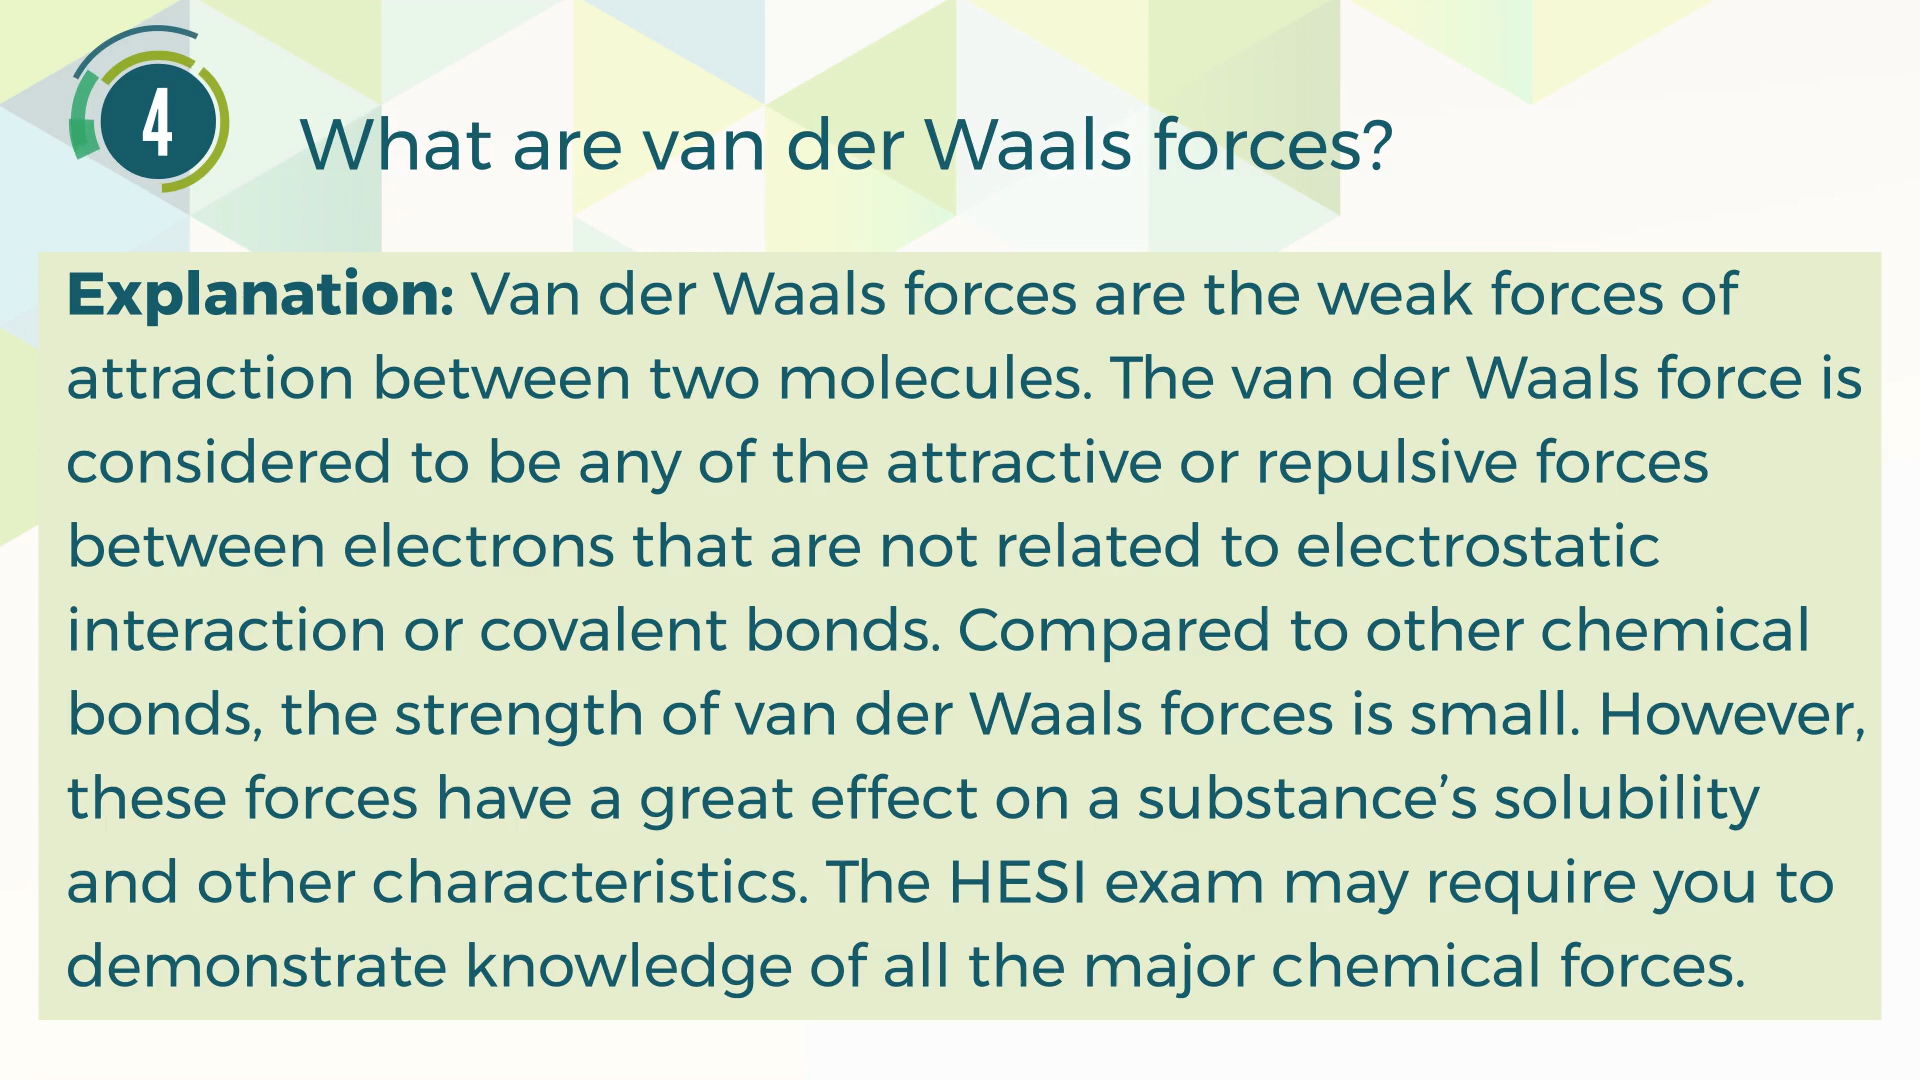 4
What are van der Waals forces?
Explanation: Van der Waals forces are the weak forces of
attraction between two molecules. The van der Waals force is
considered to be any of the attractive or repulsive forces
between electrons that are not related to electrostatic
interaction or covalent bonds. Compared to other chemical
bonds, the strength of van der Waals forces is small. However,
these forces have a great effect on a substance’s solubility
and other characteristics. The HESI exam may require you to
demonstrate knowledge of all the major chemical forces.